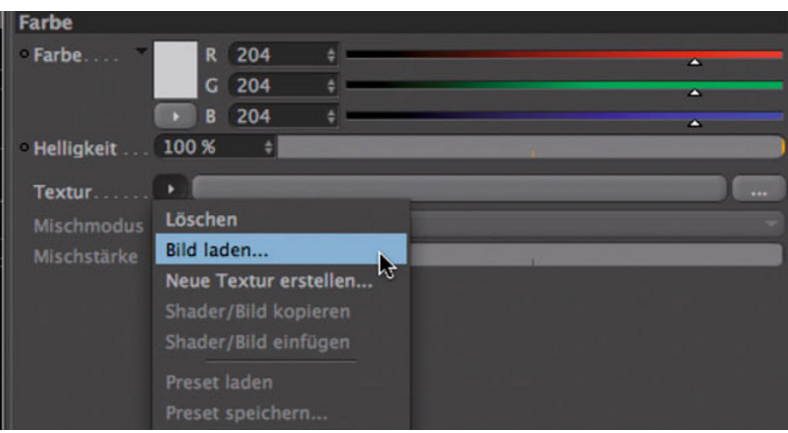 Farbe
Farbe.... R 204
G 204
B 204
Helligkeit ... 100 %
Textur...... ...
Mischmodus
Mischstärke
Löschen
Bild laden...
Neue Textur erstellen...
Shader/Bild kopieren
Shader/Bild einfügen
Preset laden
Preset speichern...